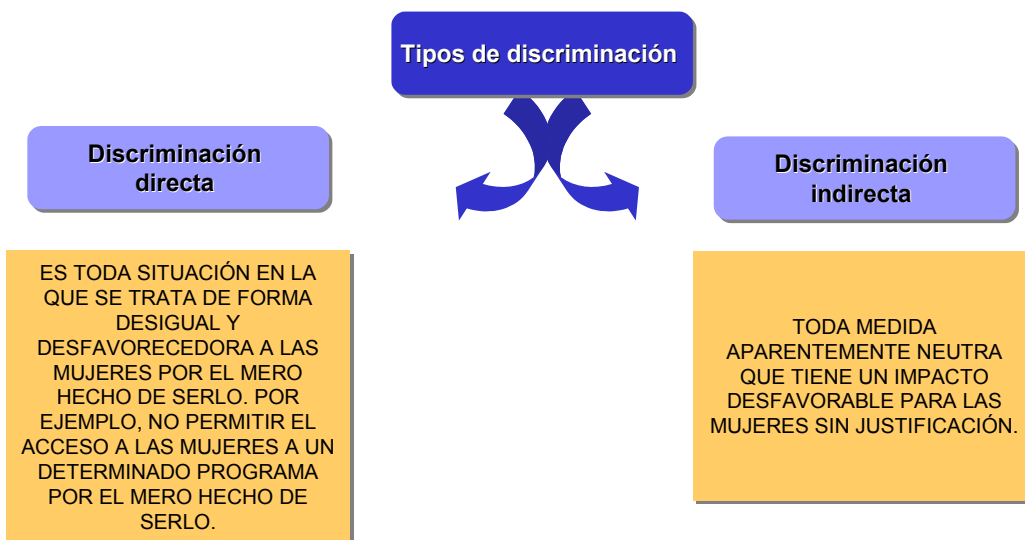 Tipos de discriminación
Discriminación
directa
ES TODA SITUACIÓN EN LA
QUE SE TRATA DE FORMA
DESIGUAL Y
DESFAVORECEDORA A LAS
MUJERES POR EL MERO
HECHO DE SERLO. POR
EJEMPLO, NO PERMITIR EL
ACCESO A LAS MUJERES A UN
DETERMINADO PROGRAMA
POR EL MERO HECHO DE
SERLO.
Discriminación
indirecta
TODA MEDIDA
APARENTEMENTE NEUTRA
QUE TIENE UN IMPACTO
DESFAVORABLE PARA LAS
MUJERES SIN JUSTIFICACIÓN.